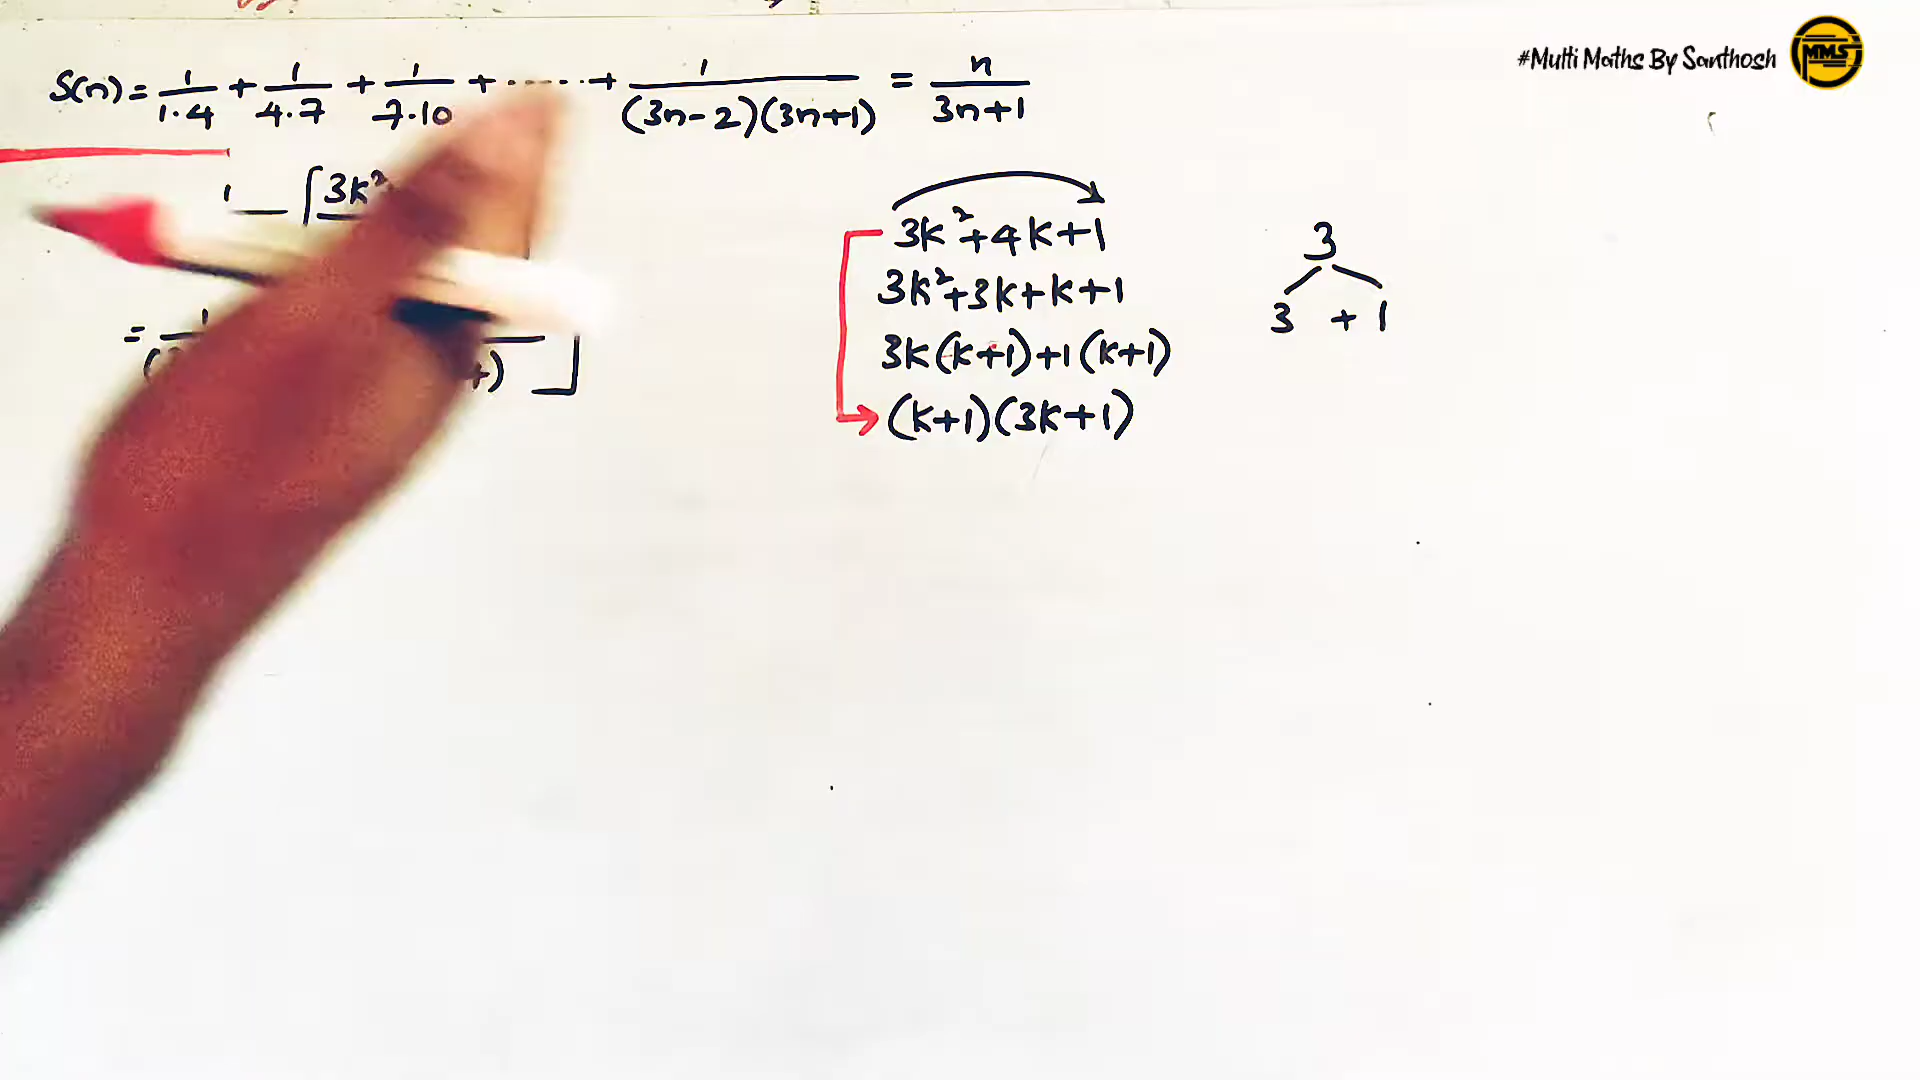 #Multi Maths By Santhosh
MMS
S(n) = 1/1·4 + 1/4·7 + 1/7·10 + ...... + 1/(3n-2)(3n+1) = n/3n+1
[3k²
=
3k²+4k+1
3k²+3k+k+1
3k(k+1)+1(k+1)
(k+1)(3k+1)
3
3 +1